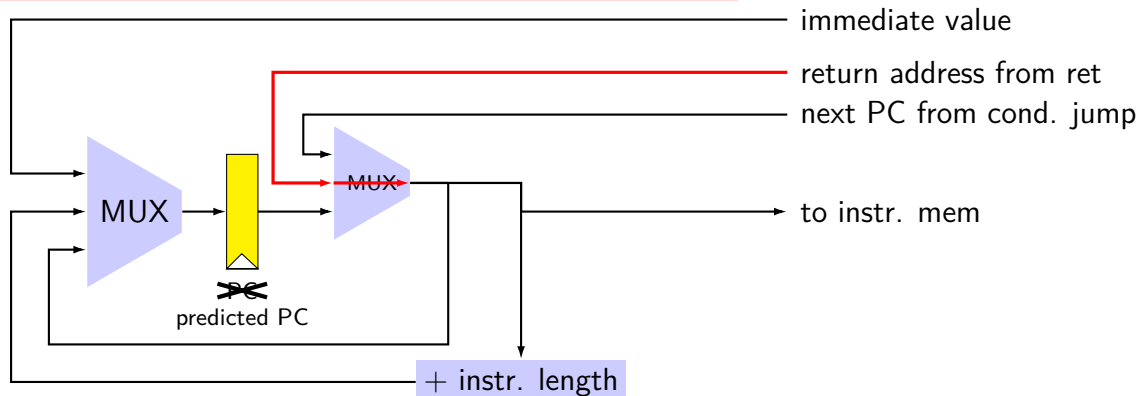 immediate value
return address from ret
next PC from cond. jump
MUX
MUX
to instr. mem
PC
predicted PC
+ instr. length